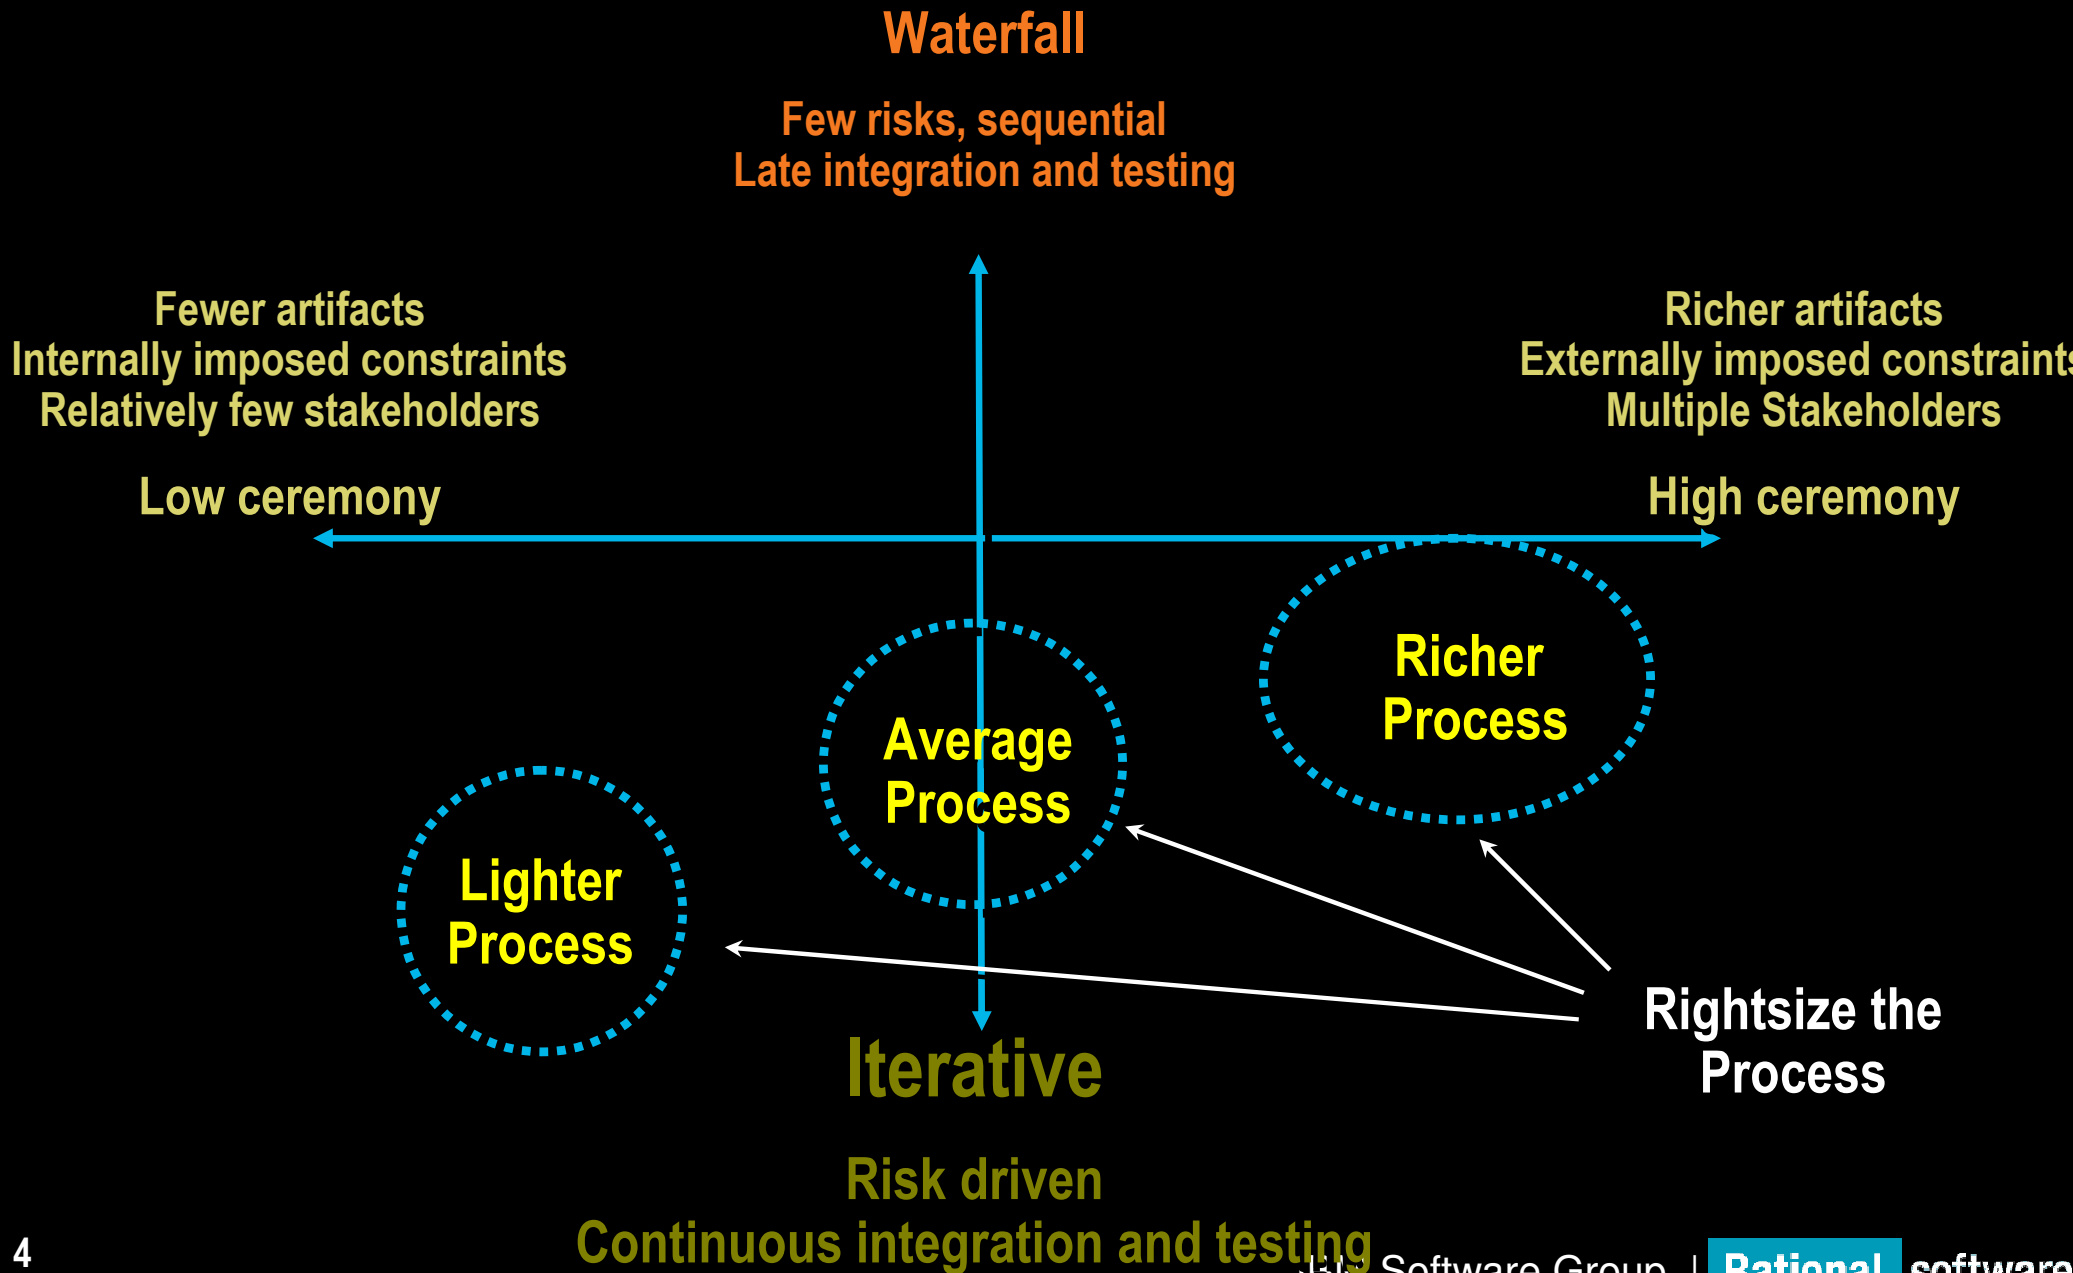 Waterfall
Few risks, sequential
Late integration and testing
Fewer artifacts
Internally imposed constraints
Relatively few stakeholders
Low ceremony
Richer artifacts
Externally imposed constraints
Multiple Stakeholders
High ceremony
Richer
Process
Average
Process
Lighter
Process
Rightsize the
Process
Iterative
Risk driven
Continuous integration and testing
4
Software Group | Rational software